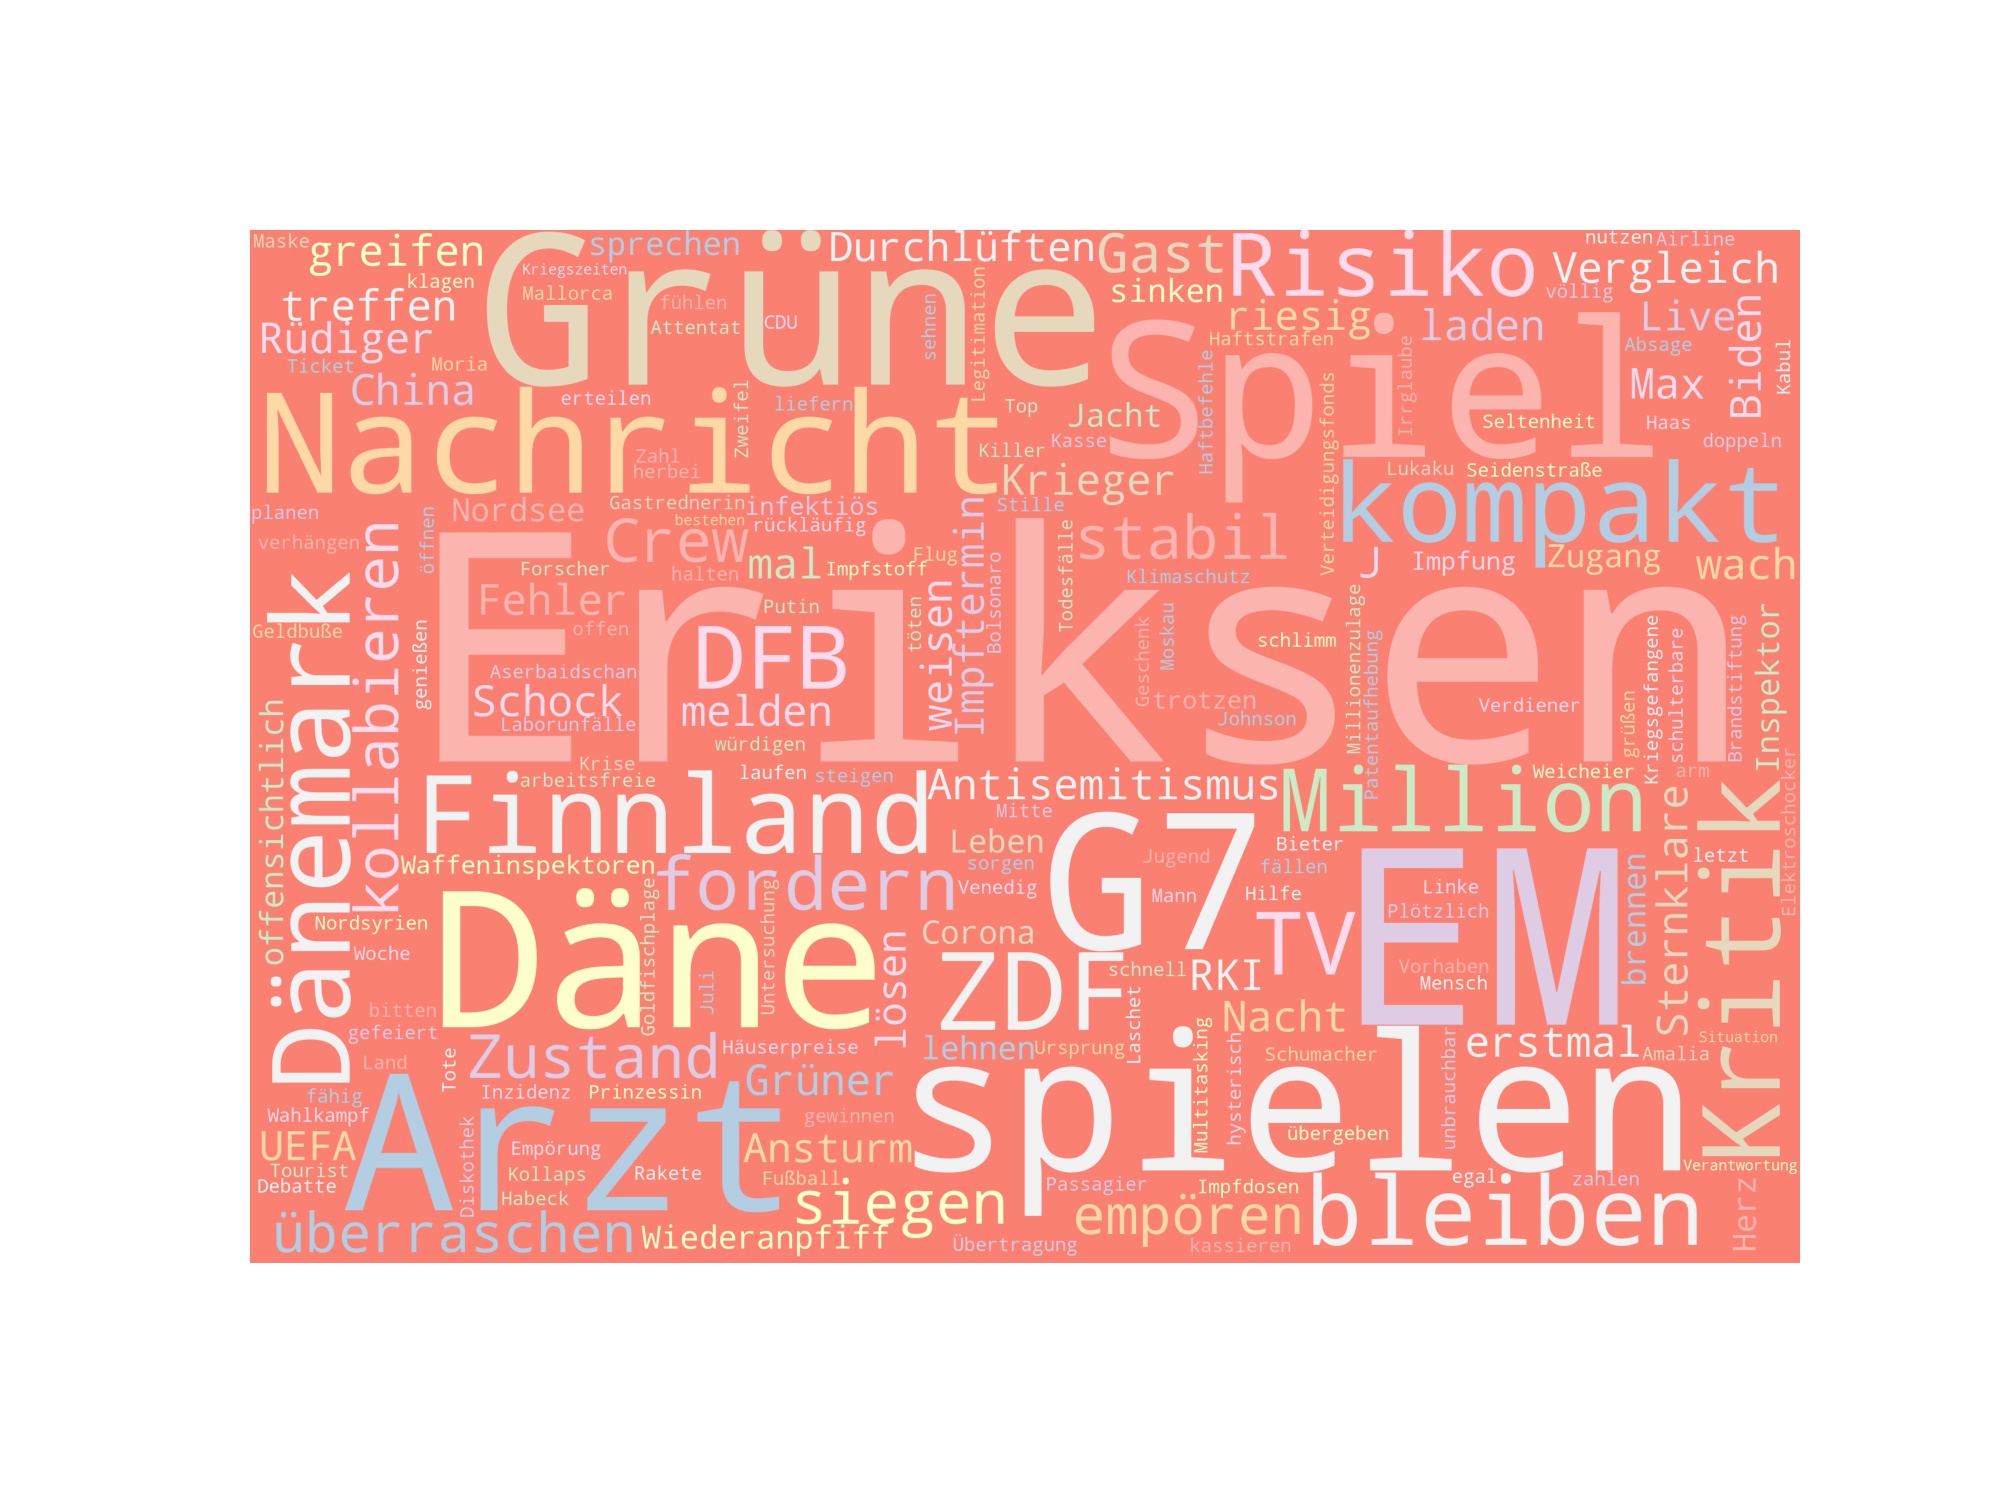 Maske
greifen
Grüne
sprechen
Durchlüften
Gast
Risiko
nutzen
Airline
klagen
Kriegszeiten
Mallorca
fühlen
Attentat
CDU
sehnen
Legitimation
sinken
Vergleich
völlig
treffen
Rüdiger
Ticket
Moria
China
erteilen
Zweifel
liefern
Top
riesig
Haftstrafen
laden
Live
Absage
Biden
Kabul
Spiel
Irrglaube
Max
Seltenheit
Haas
doppeln
Nachricht
Zahl
herbei
Killer
Jacht
Kasse
Haftbefehle
Verteidigungsfonds
Lukaku
Seidenstraße
Krieger
kompakt
planen
verhängen
öffnen
kollabieren
Nordsee
Gastrednerin
infektiös
bestehen
rückläufig
Stille
Crew
stabil
Impftermin
J
Impfung
Zugang
wach
Forscher
halten
mal
Impfstoff
Flug
Todesfälle
Klimaschutz
Bolsonaro
weisen
Fehler
Putin
offen
töten
Eriksen
Geldbuße
genießen
Dänemark
DFB
Aserbaidschan
Schock
melden
Laborunfälle
würdigen
Geschenk
Moskau
trotzen
Johnson
schlimm
Millionenzulage
Patentaufhebung
Verdiener
grüßen
Kriegsgefangene
schulterbare
Brandstiftung
Inspektor
offensichtlich
Krise
arbeitsfreie
laufen
steigen
Finnland
Antisemitismus
Million
Weicheier
arm
Elektroschocker
Mitte
Leben
G7
Waffeninspektoren
fordern
sorgen
Venedig
Jugend
Mann
Bieter
fällen
Hilfe
EM
Linke
Plötzlich
brennen
letzt
Sternklare
Kritik
Nordsyrien
Woche
Däne
Goldfischplage
Juli
Untersuchung
lösen
Corona
ZDF
schnell
RKI
TV
Vorhaben
Mensch
bitten
gefeiert
Land
Tote
Zustand
Häuserpreise
lehnen
Ursprung
Laschet
Nacht
Multitasking
hysterisch
Schumacher
unbrauchbar
erstmal
Amalia
Situation
fähig
Wahlkampf
Arzt
Inzidenz
Prinzessin
Grüner
gewinnen
spielen
UEFA
Tourist
Debatte
Diskothek
Empörung
Kollaps
Habeck
Rakete
Ansturm
Fußball
übergeben
Verantwortung
siegen
Passagier
Impfdosen
egal
zahlen
überraschen
Wiederanpfiff
Übertragung
empören
kassieren
bleiben
Herz